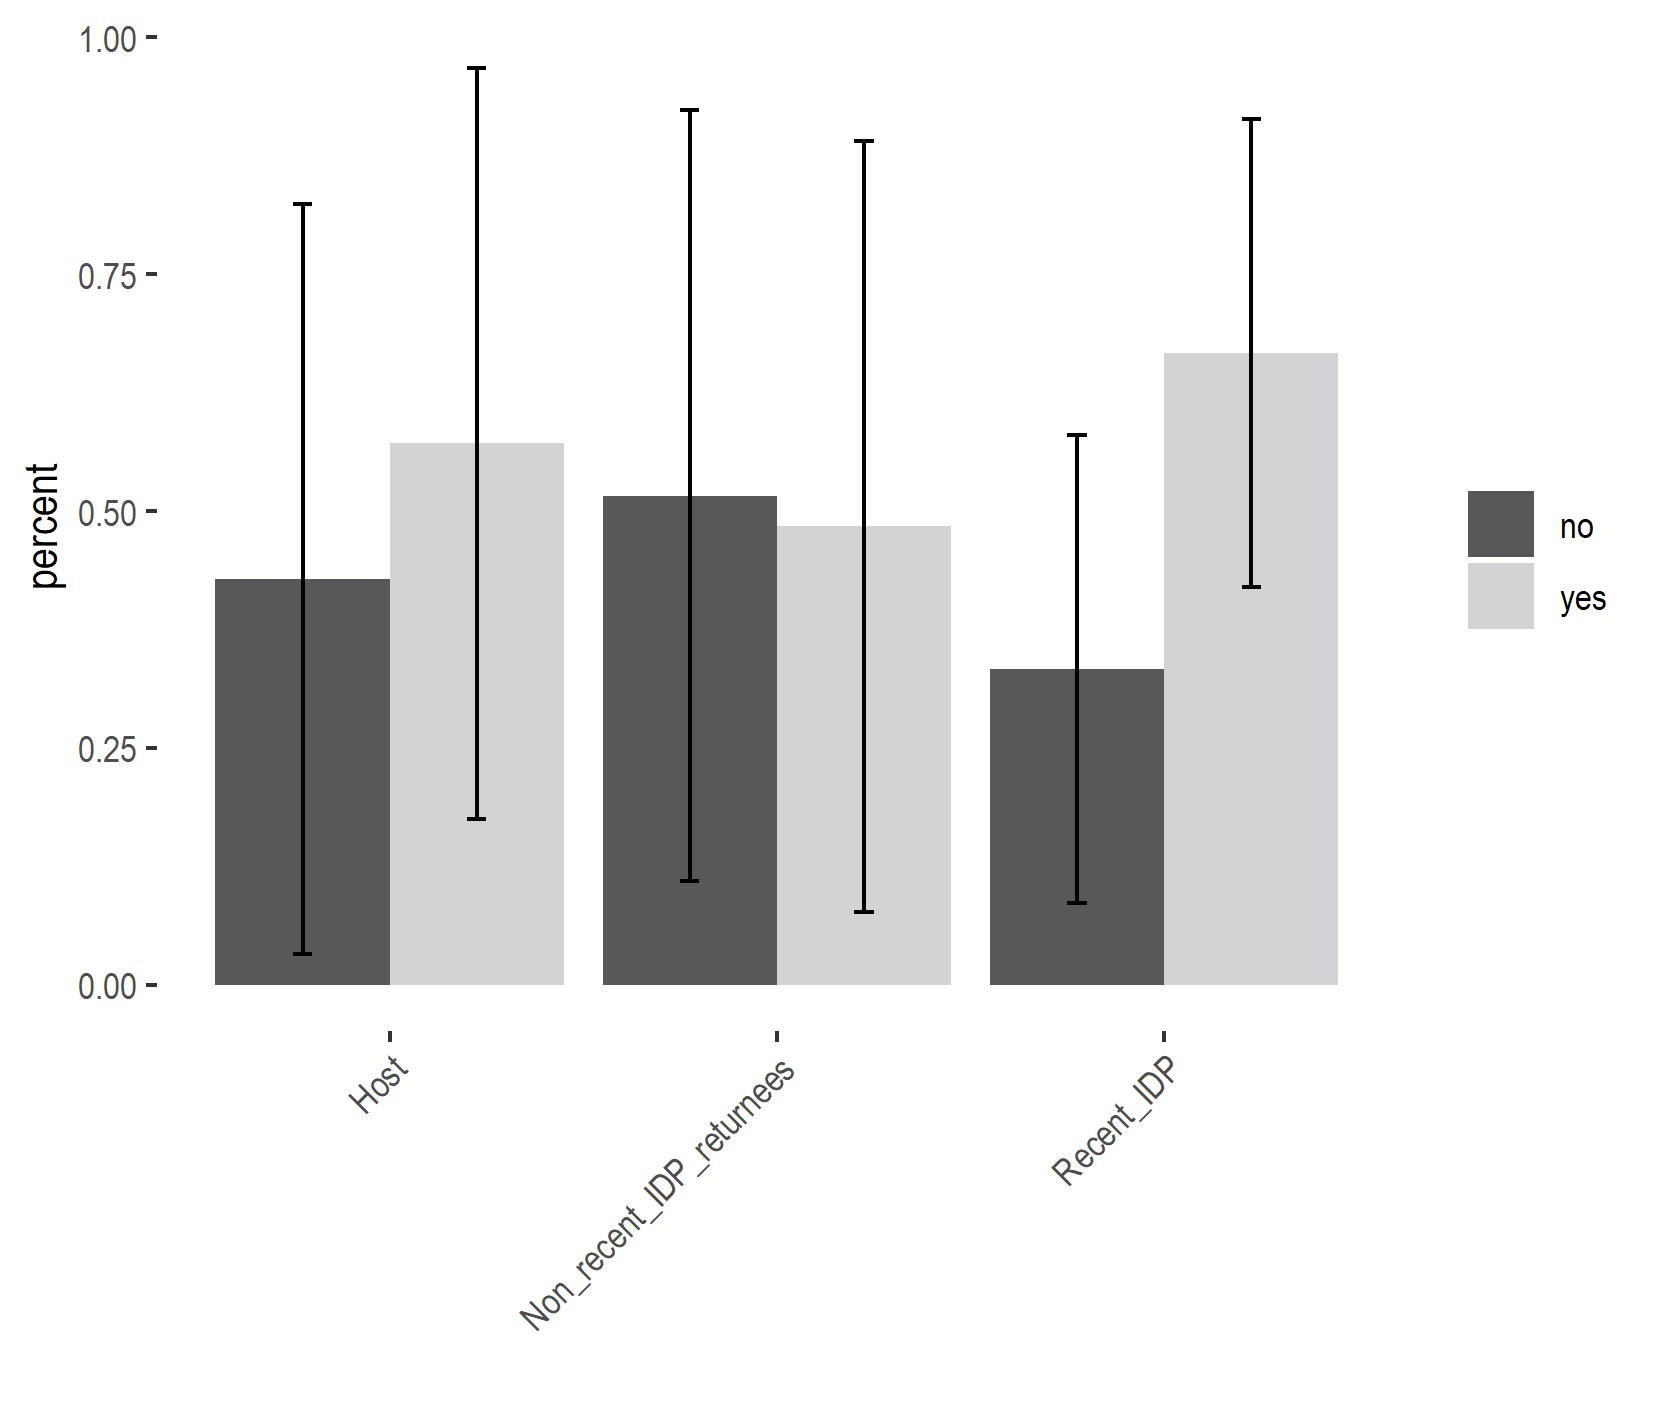 1.00
0.75
0.50
0.25
0.00
percent
Host
Non_recent_IDP_returnees
Recent_IDP
no
yes